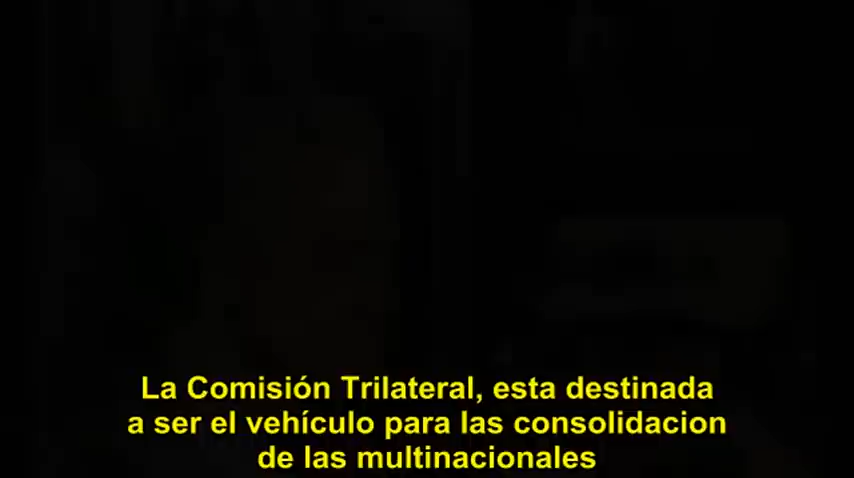 La Comisión Trilateral, esta destinada
a ser el vehículo para las consolidacion
de las multinacionales